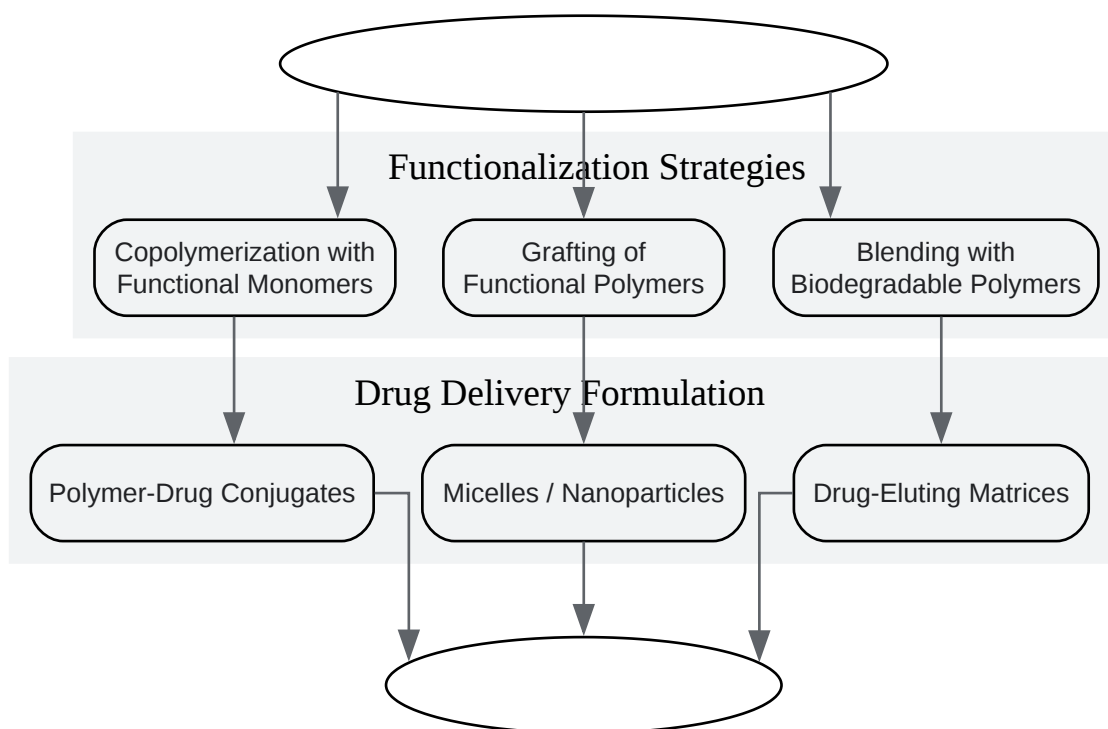 Functionalization Strategies
Copolymerization with
Functional Monomers
Grafting of
Functional Polymers
Blending with
Biodegradable Polymers
Drug Delivery Formulation
Polymer-Drug Conjugates
Micelles / Nanoparticles
Drug-Eluting Matrices